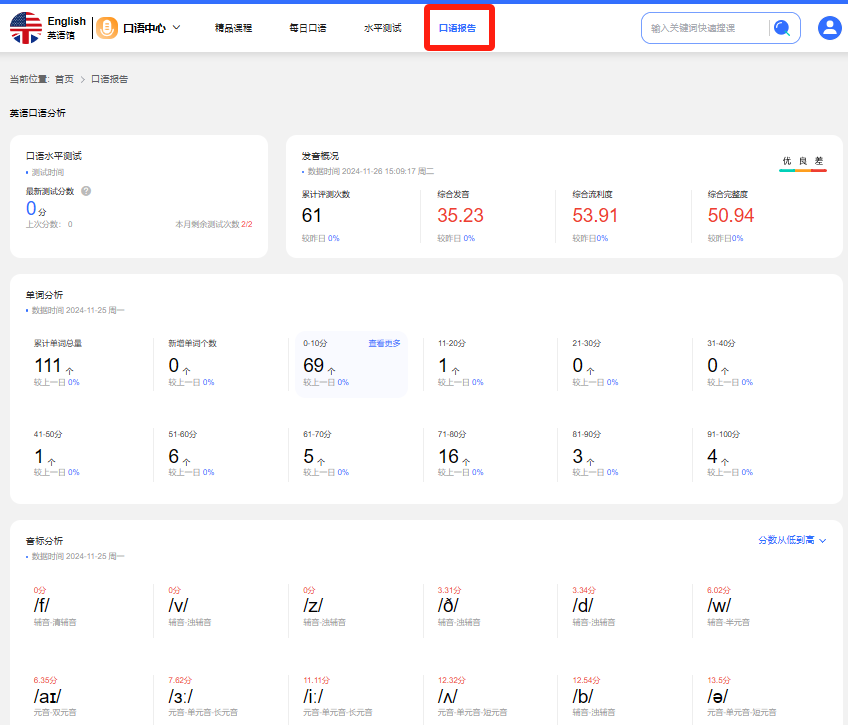 English
英语馆
口语中心
精品课程
每日口语
水平测试
口语报告
输入关键词快速搜课
当前位置: 首页 > 口语报告
英语口语分析
口语水平测试
• 测试时间
最新测试分数 ?
0 分
上次分数： 0
本月剩余测试次数 2/2
发音概况
• 数据时间 2024-11-26 15:09:17 周二
优 良 差
累计评测次数
61
较昨日 0%
综合发音
35.23
较昨日 0%
综合流利度
53.91
较昨日0%
综合完整度
50.94
较昨日0%
单词分析
• 数据时间 2024-11-25 周一
累计单词总量
111 个
较上一日 0%
新增单词个数
0 个
较上一日 0%
0-10分 查看更多
69 个
较上一日 0%
11-20分
1 个
较上一日 0%
21-30分
0 个
较上一日 0%
31-40分
0 个
较上一日 0%
41-50分
1 个
较上一日 0%
51-60分
6 个
较上一日 0%
61-70分
5 个
较上一日 0%
71-80分
16 个
较上一日 0%
81-90分
3 个
较上一日 0%
91-100分
4 个
较上一日 0%
音标分析
• 数据时间 2024-11-25 周一
分数从低到高
0分
/f/
辅音-清辅音
0分
/v/
辅音-浊辅音
0分
/z/
辅音-浊辅音
3.31分
/ð/
辅音-浊辅音
3.34分
/d/
辅音-浊辅音
6.02分
/w/
辅音-半元音
6.35分
/aɪ/
元音-双元音
7.62分
/ɜː/
元音-单元音-长元音
11.11分
/iː/
元音-单元音-长元音
12.32分
/ʌ/
元音-单元音-短元音
12.54分
/b/
辅音-浊辅音
13.5分
/ə/
元音-单元音-短元音